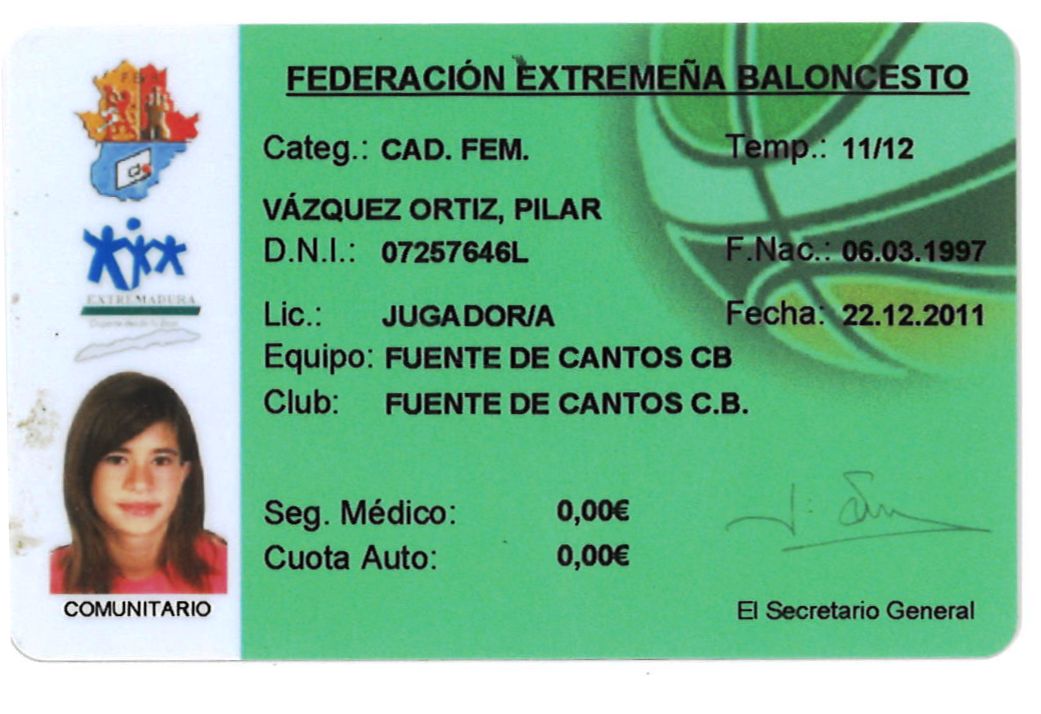 FEDERACIÓN EXTREMEÑA BALONCESTO
Categ.: CAD. FEM. Temp.: 11/12
VÁZQUEZ ORTIZ, PILAR
D.N.I.: 07257646L F.Nac.: 06.03.1997
Lic.: JUGADOR/A Fecha: 22.12.2011
Equipo: FUENTE DE CANTOS CB
Club: FUENTE DE CANTOS C.B.
Seg. Médico: 0,00€
Cuota Auto: 0,00€
El Secretario General
EXTREMADURA
COMUNITARIO